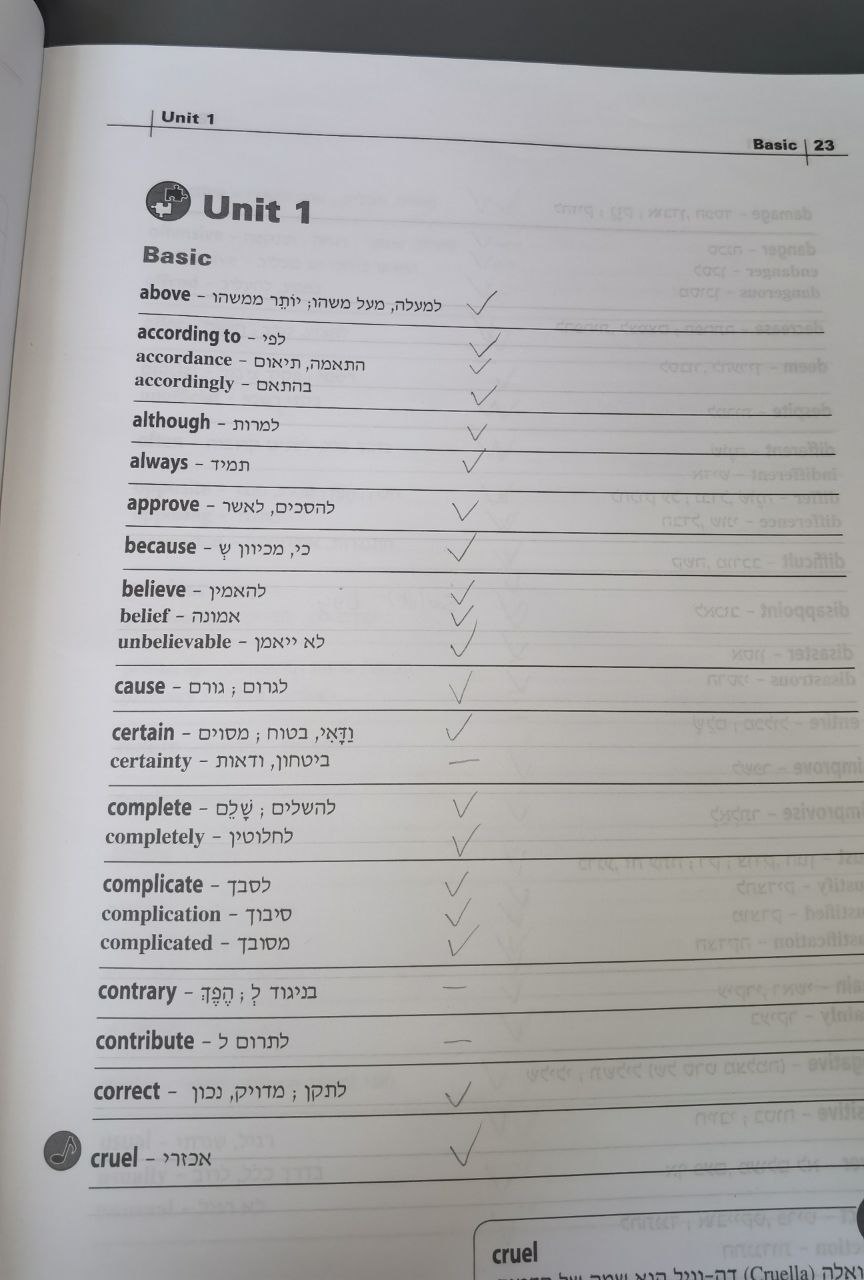 Unit 1
Basic | 23
Unit 1
Basic
above – למעלה, מעל משהו; יוֹתֵר ממשהו
according to – לפי
accordance – התאמה, תיאום
accordingly – בהתאם
although – למרות
always – תמיד
approve – להסכים, לאשר
because – כי, מכיוון שְ
believe – להאמין
belief – אמונה
unbelievable – לא ייאמן
cause – לגרום ; גורם
certain – וַדָּאִי, בטוח ; מסוים
certainty – ביטחון, ודאות
complete – להשלים ; שָׁלֵם
completely – לחלוטין
complicate – לסבך
complication – סיבוך
complicated – מסובך
contrary – בניגוד לְ ; הֶפֶךְ
contribute – לתרום ל
correct – לתקן ; מדויק, נכון
cruel – אכזרי
cruel
(Cruella) דה-וויל היא שמה של